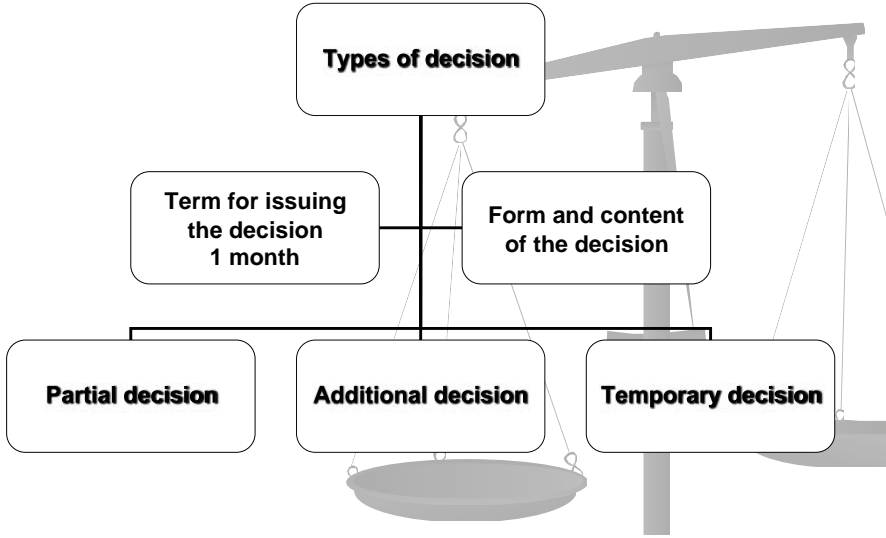 Types of decision
Term for issuing
the decision
1 month
Form and content
of the decision
Partial decision
Additional decision
Temporary decision